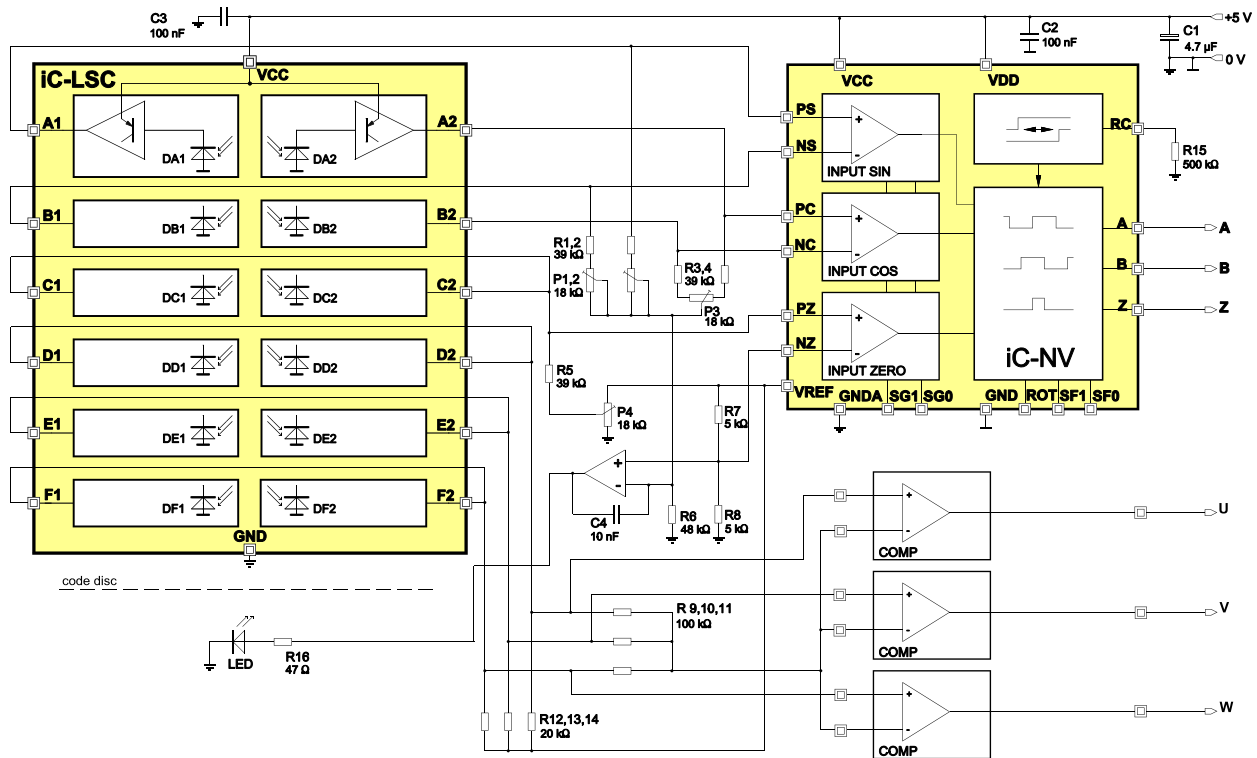 C3
100 nF
+5 V
C2
100 nF
C1
4.7 µF
0 V
iC-LSC
VCC
A1
DA1
DA2
A2
B1
DB1
DB2
B2
C1
DC1
DC2
C2
D1
DD1
DD2
D2
E1
DE1
DE2
E2
F1
DF1
DF2
F2
GND
code disc
LED
R16
47 Ω
R1,2
39 kΩ
P1,2
18 kΩ
R3,4
39 kΩ
P3
18 kΩ
R5
39 kΩ
P4
18 kΩ
R7
5 kΩ
+
-
C4
10 nF
R6
48 kΩ
R8
5 kΩ
R 9,10,11
100 kΩ
R12,13,14
20 kΩ
VCC
VDD
PS
+
NS
-
INPUT SIN
PC
+
NC
-
INPUT COS
PZ
+
NZ
-
INPUT ZERO
VREF
GNDA
SG1
SG0
GND
ROT
SF1
SF0
iC-NV
RC
R15
500 kΩ
A
A
B
B
Z
Z
+
-
COMP
U
+
-
COMP
V
+
-
COMP
W